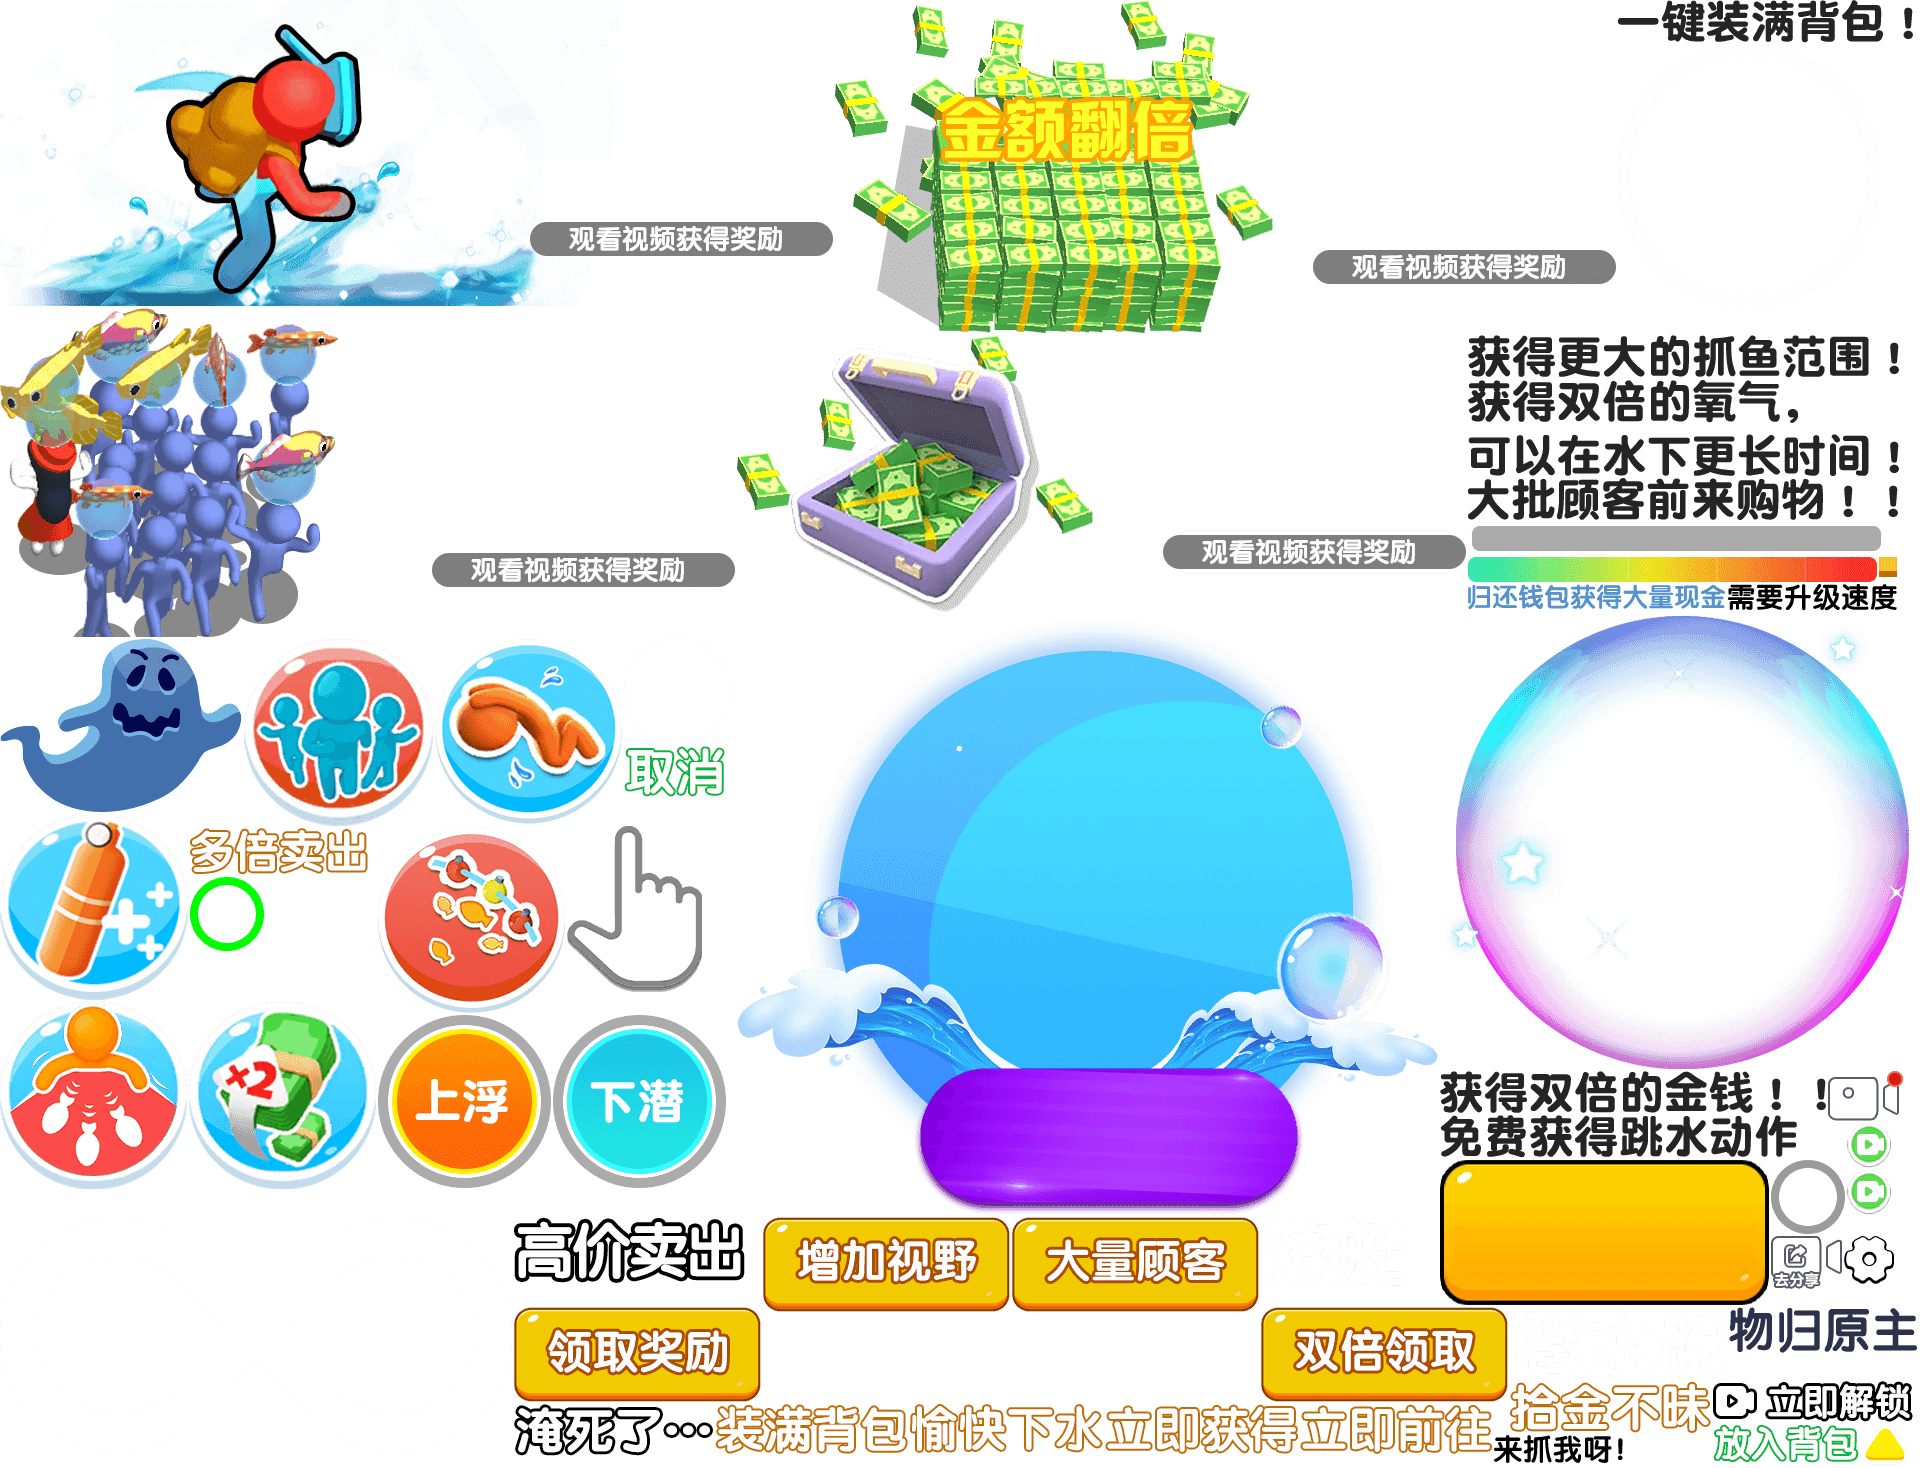 一键装满背包！
金额翻倍
观看视频获得奖励
观看视频获得奖励
获得更大的抓鱼范围！
获得双倍的氧气，
可以在水下更长时间！
大批顾客前来购物！！
观看视频获得奖励
观看视频获得奖励
归还钱包获得大量现金需要升级速度
取消
多倍卖出
×2
上浮
下潜
获得双倍的金钱！！
免费获得跳水动作
高价卖出
增加视野
大量顾客
去分享
领取奖励
双倍领取
物归原主
淹死了…装满背包愉快下水立即获得立即前往
拾金不昧
立即解锁
来抓我呀！
放入背包